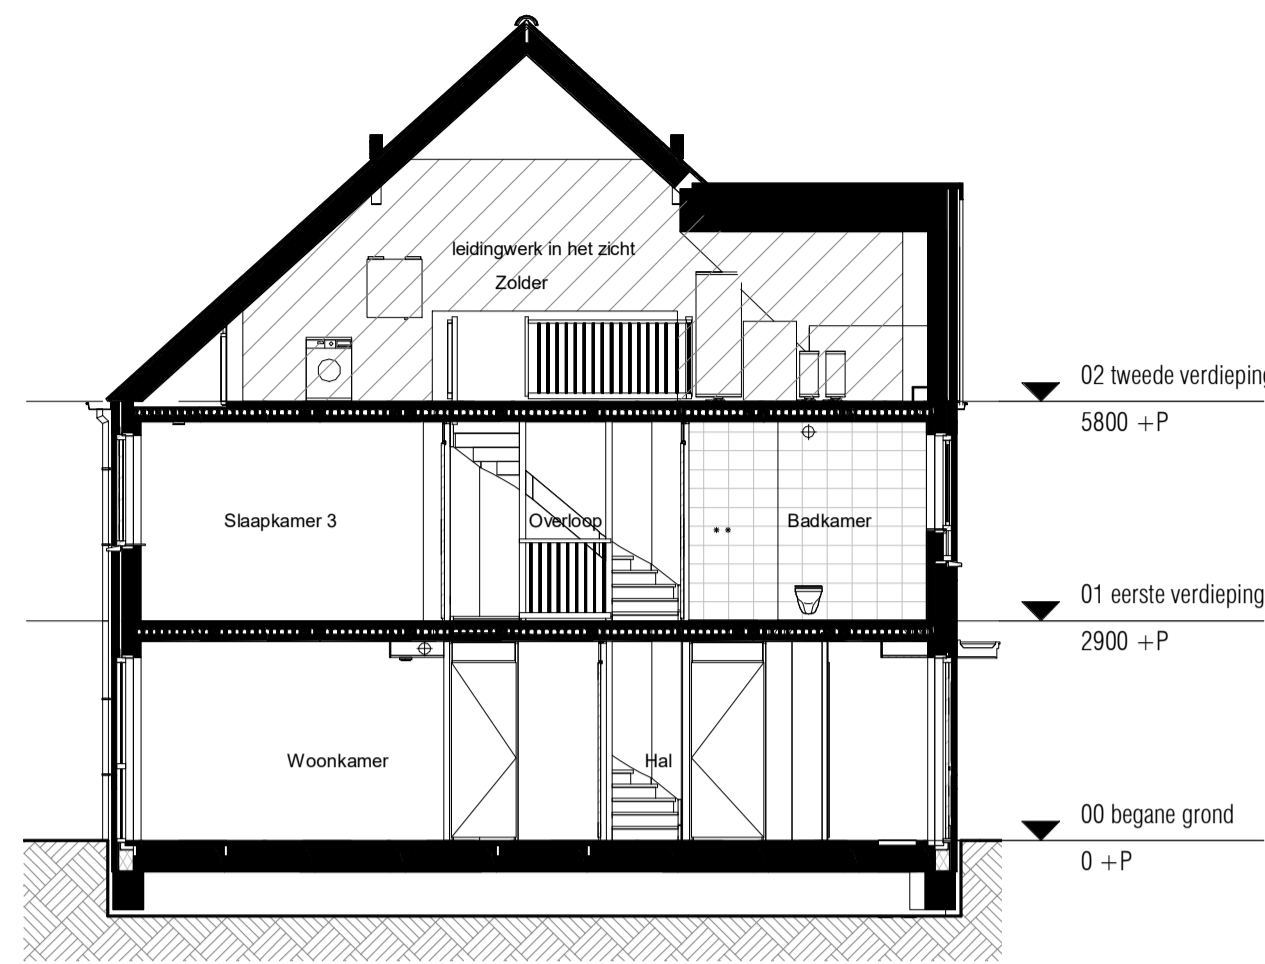 leidingwerk in het zicht
Zolder
02 tweede verdieping
5800 +P
Slaapkamer 3
Overloop
Badkamer
01 eerste verdieping
2900 +P
Woonkamer
Hal
00 begane grond
0 +P